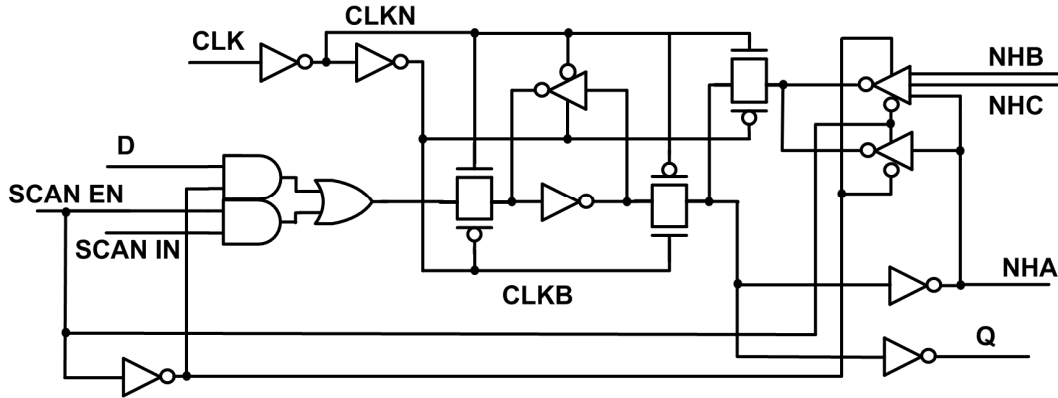 CLKN
CLK
NHB
NHC
D
SCAN EN
SCAN IN
NHA
CLKB
Q